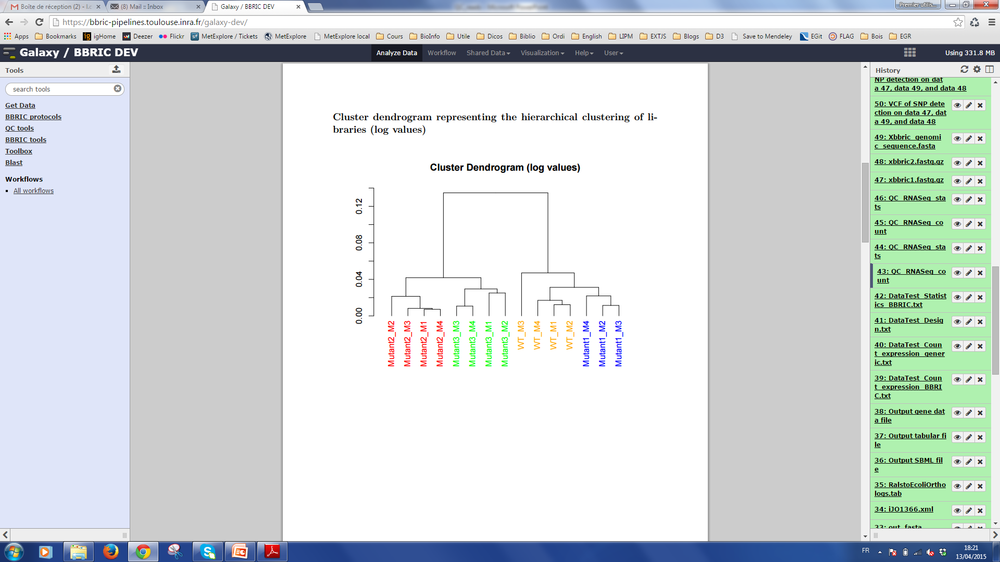 Boîte de réception (2) - l.c
(8) Mail :: Inbox
Galaxy / BBRIC DEV
Premier utilis...
https://bbric-pipelines.toulouse.inra.fr/galaxy-dev/
Apps Bookmarks igHome Deezer Flickr MetExplore / Tickets MetExplore MetExplore local Cours BioInfo Utile Dicos Biblio Ordi English LIPM EXTJS Blogs D3 Save to Mendeley EGit FLAG Bois EGR
Galaxy / BBRIC DEV
Analyze Data Workflow Shared Data Visualization Help User
Using 331.8 MB
Tools
search tools
Get Data
BBRIC protocols
QC tools
BBRIC tools
Toolbox
Blast
Workflows
All workflows
Cluster dendrogram representing the hierarchical clustering of li-
braries (log values)
Cluster Dendrogram (log values)
0.12
0.08
0.04
0.00
Mutant2_M2
Mutant2_M3
Mutant2_M1
Mutant2_M4
Mutant3_M3
Mutant3_M4
Mutant3_M1
Mutant3_M2
WT_M3
WT_M4
WT_M1
WT_M2
Mutant1_M4
Mutant1_M2
Mutant1_M3
History
NP detection on dat
a 47, data 49, and data 48
50: VCF of SNP dete
ction on data 47, dat
a 49, and data 48
49: Xbbric_genomi
c_sequence.fasta
48: xbbric2.fastq.gz
47: xbbric1.fastq.gz
46: QC_RNASeq_sta
ts
45: QC_RNASeq_co
unt
44: QC_RNASeq_sta
ts
43: QC_RNASeq_co
unt
42: DataTest_Statist
ics_BBRIC.txt
41: DataTest_Desig
n.txt
40: DataTest_Coun
t_expression_gener
ic.txt
39: DataTest_Coun
t_expression_BBRI
C.txt
38: Output gene dat
a file
37: Output tabular fi
le
36: Output SBML fil
e
35: RalstoEcoliOrtho
logs.tab
34: iJO1366.xml
33: out_fasta
FR
18:21
13/04/2015